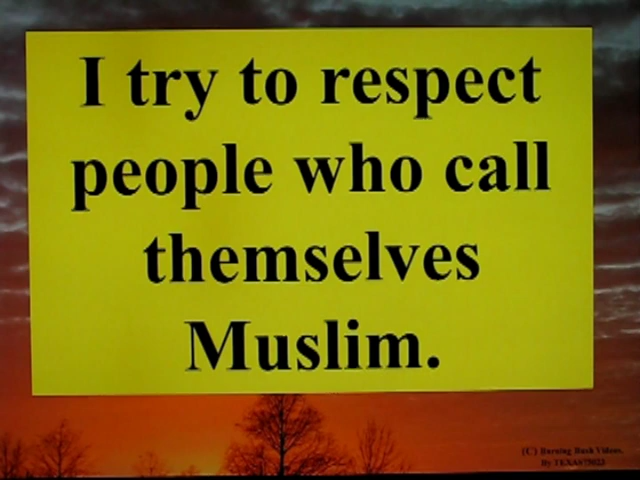 I try to respect
people who call
themselves
Muslim.
(C) Burning Bush Videos.